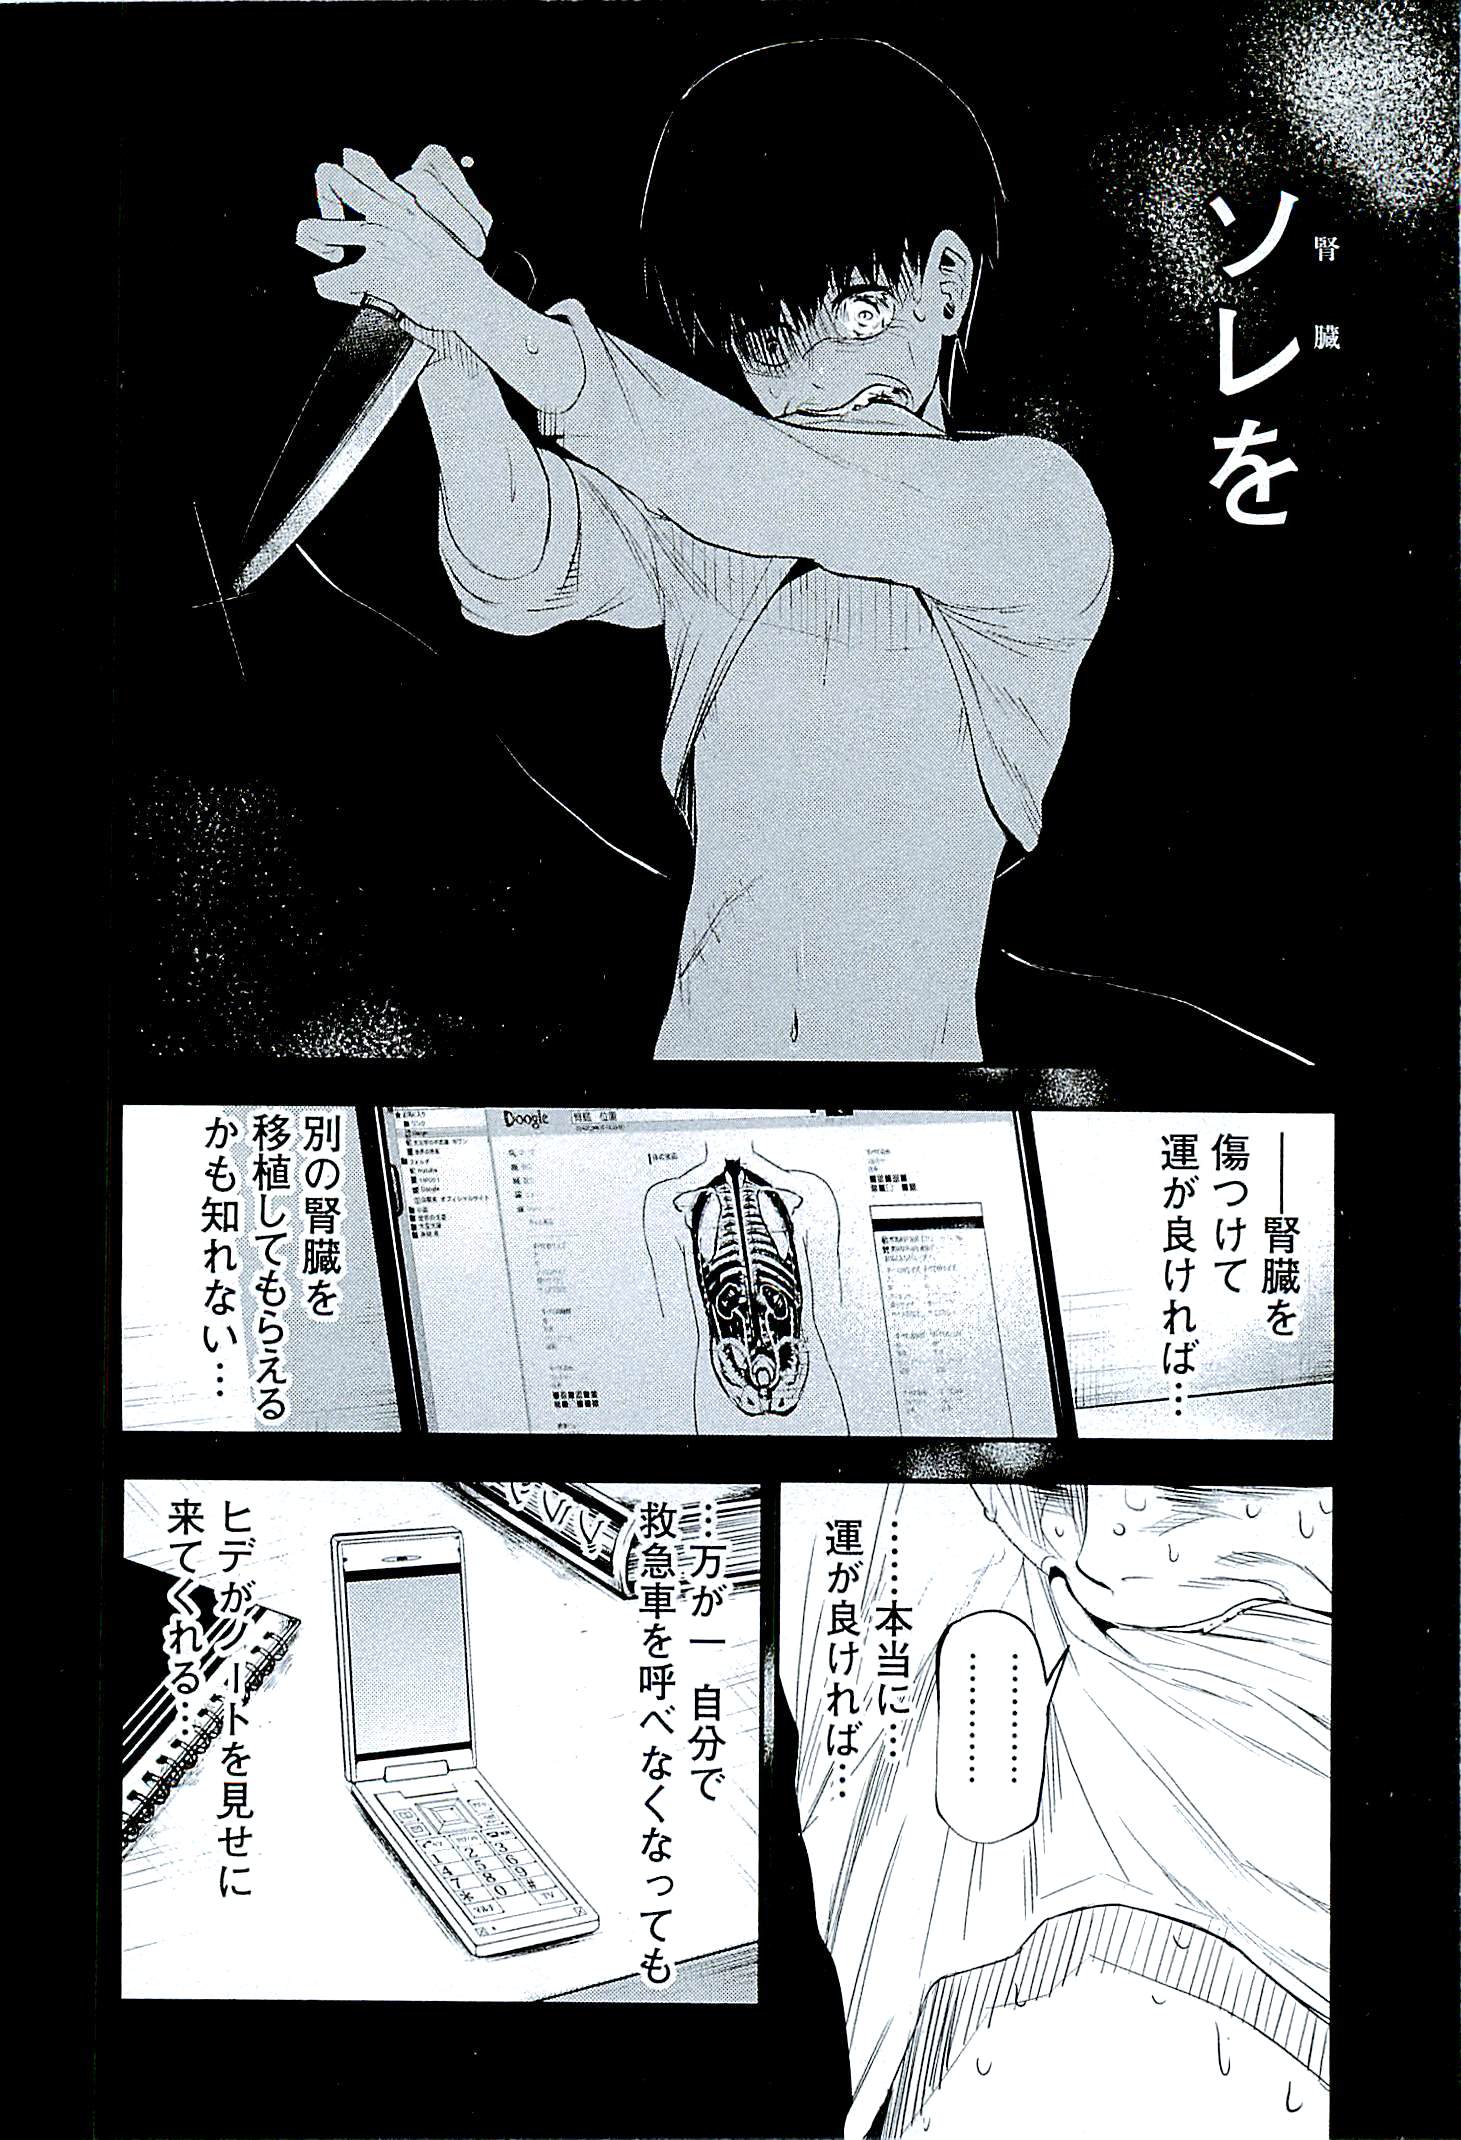 ソレを
腎臓
――腎臓を
傷つけて
運が良ければ…
Doogle
腎臓 位置
別の腎臓を
移植してもらえる
かも知れない…
…………
…………
……本当に…
運が良ければ…
…万が一 自分で
救急車を呼べなくなっても
ヒデがノートを見せに
来てくれる…